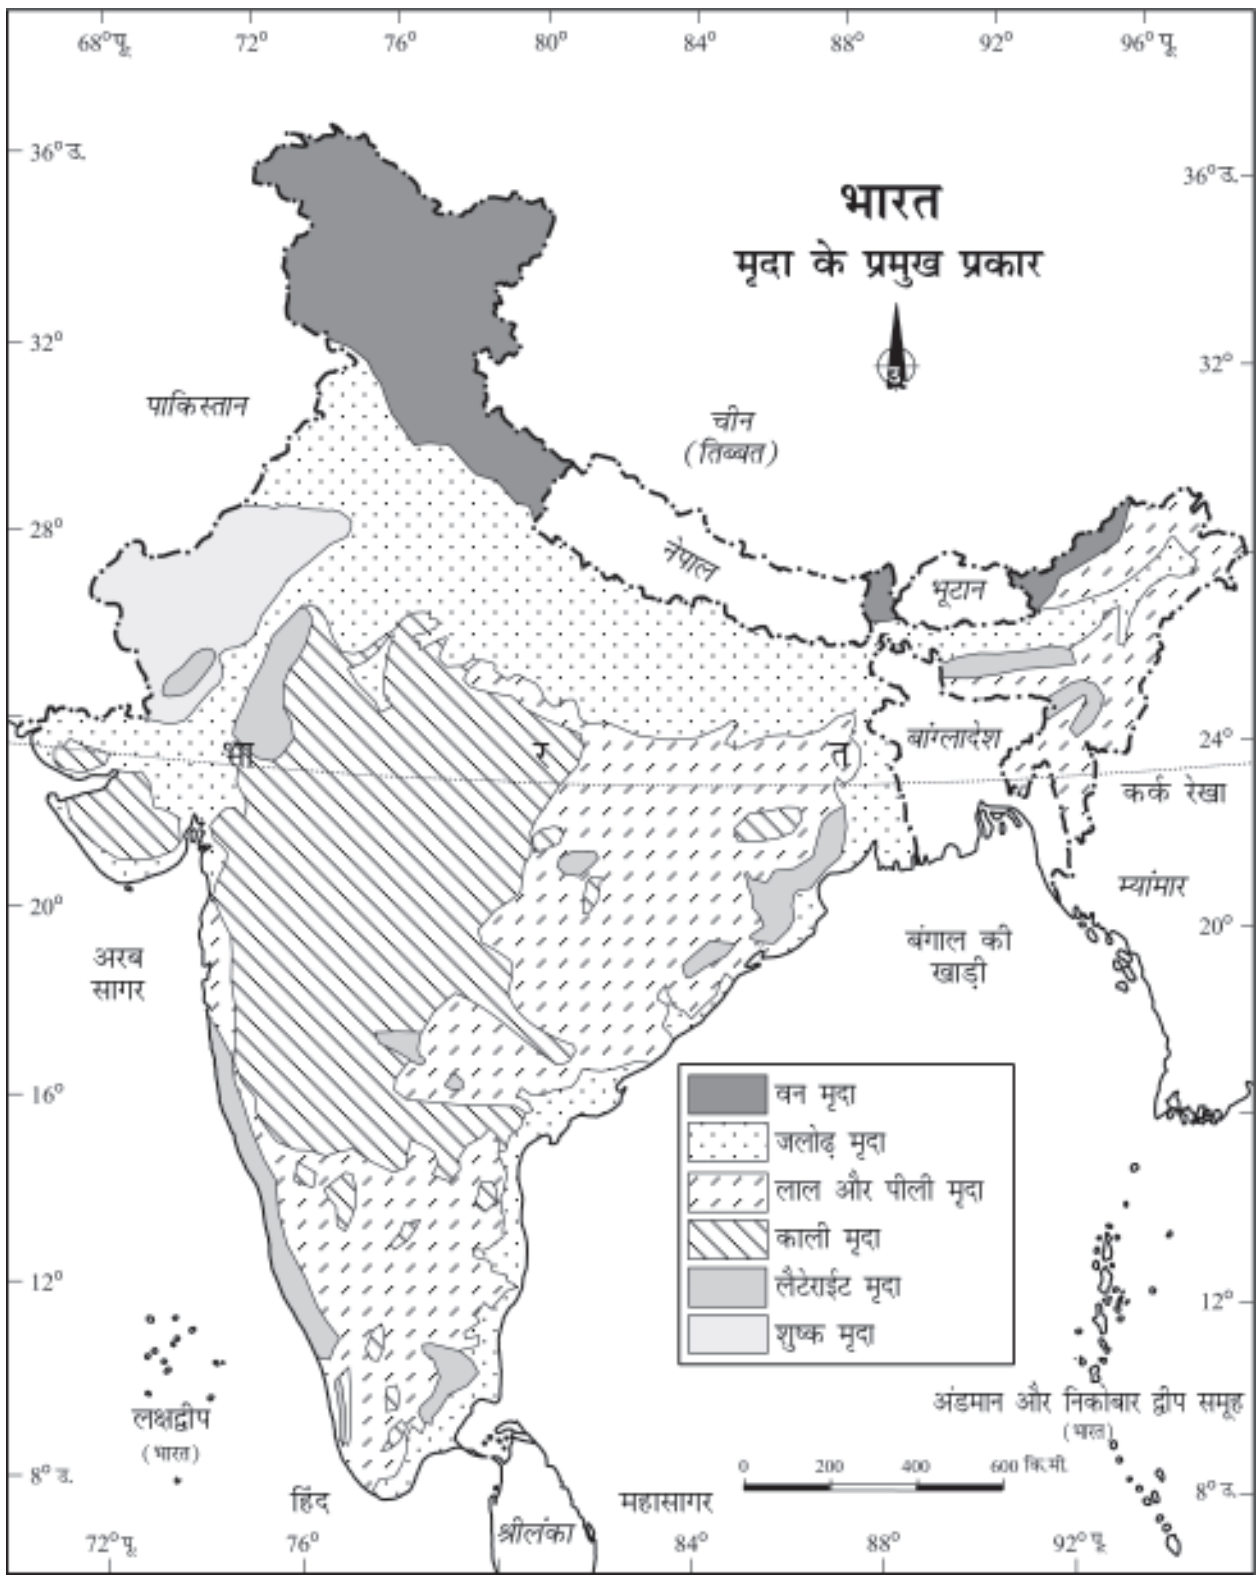 68° पू.
72°
76°
80°
84°
88°
92°
96° पू.
36° उ.
36° उ.
भारत
मृदा के प्रमुख प्रकार
उ
32°
32°
पाकिस्तान
चीन
(तिब्बत)
28°
28°
नेपाल
भूटान
भा
र
त
बांग्लादेश
24°
कर्क रेखा
म्यांमार
20°
20°
अरब
सागर
बंगाल की
खाड़ी
16°
वन मृदा
जलोढ़ मृदा
लाल और पीली मृदा
काली मृदा
लैटेराईट मृदा
शुष्क मृदा
12°
12°
लक्षद्वीप
(भारत)
अंडमान और निकोबार द्वीप समूह
(भारत)
0 200 400 600 कि.मी.
8° उ.
8° उ.
हिंद
महासागर
श्रीलंका
72° पू.
76°
84°
88°
92° पू.